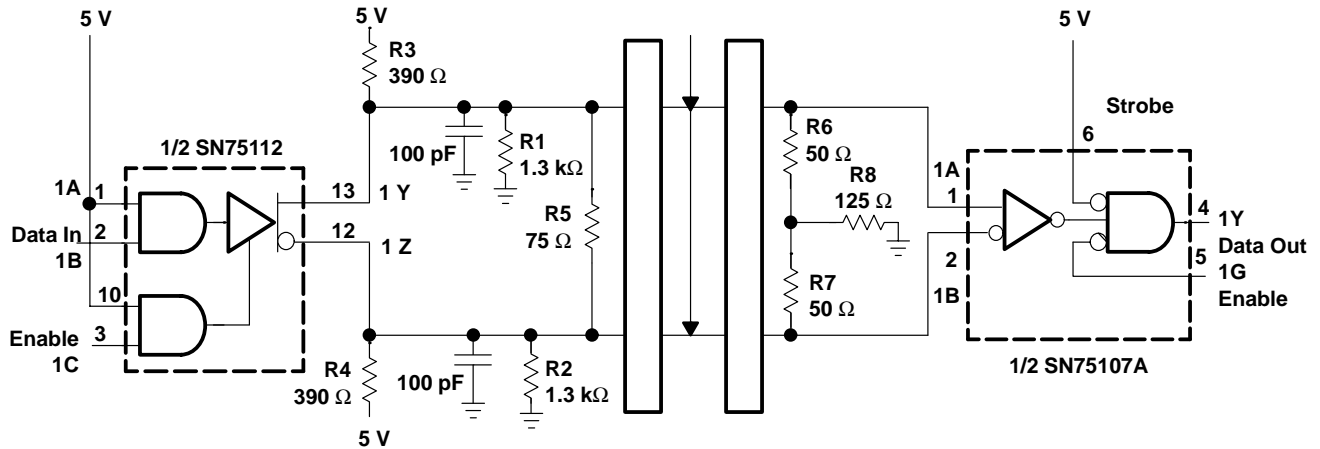 5 V
5 V
5 V
R3
390 Ω
Strobe
6
1/2 SN75112
100 pF
R1
1.3 kΩ
R6
50 Ω
R8
125 Ω
1A
1
13
1 Y
1A
1
4
1Y
Data In
2
1B
12
1 Z
R5
75 Ω
2
1B
Data Out
5
1G
Enable
10
Enable
3
1C
R7
50 Ω
R4
390 Ω
100 pF
R2
1.3 kΩ
1/2 SN75107A
5 V